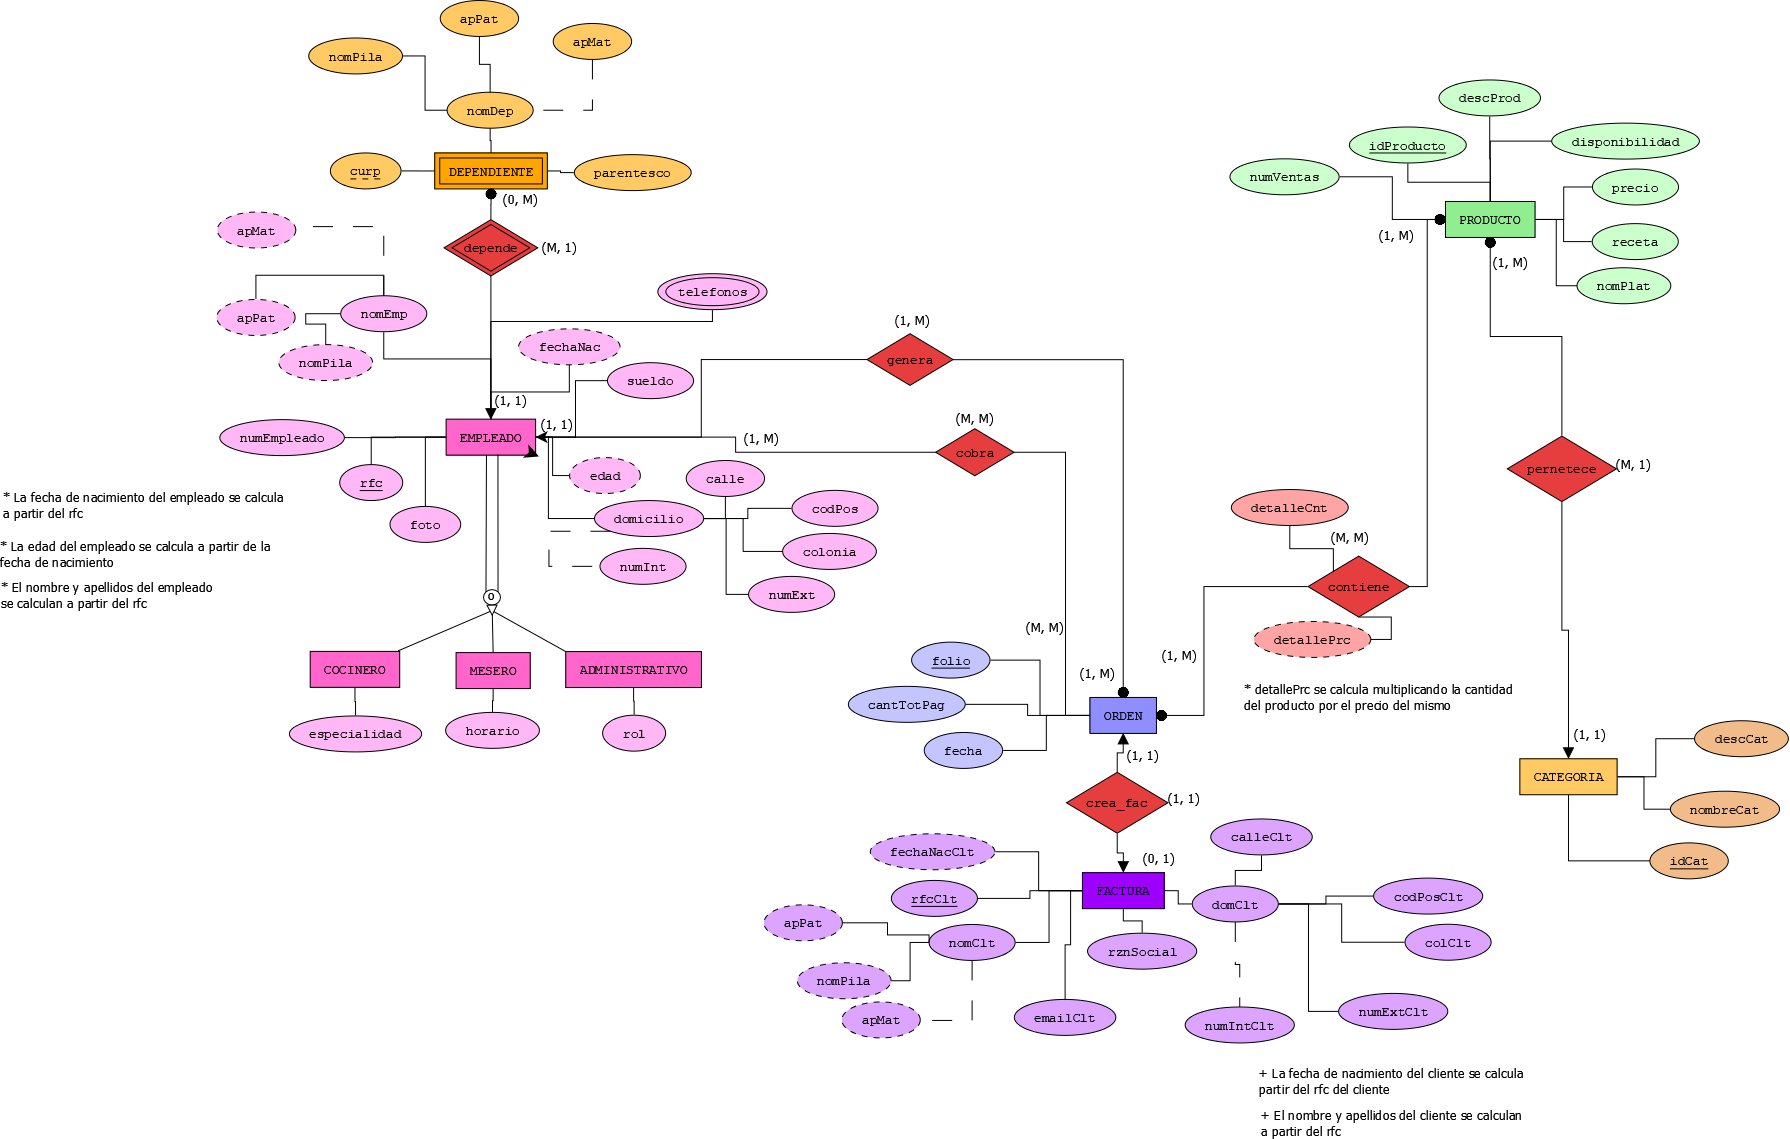 apPat
nomPila
apMat
nomDep
curp
DEPENDIENTE
parentesco
(0, M)
depende
(M, 1)
apMat
apPat
nomEmp
nomPila
telefonos
fechaNac
sueldo
(1, 1)
(1, 1)
numEmpleado
EMPLEADO
rfc
foto
edad
domicilio
calle
codPos
colonia
numInt
numExt
* La fecha de nacimiento del empleado se calcula
a partir del rfc
* La edad del empleado se calcula a partir de la
fecha de nacimiento
* El nombre y apellidos del empleado
se calculan a partir del rfc
o
COCINERO
MESERO
ADMINISTRATIVO
especialidad
horario
rol
(1, M)
genera
(M, M)
cobra
(1, M)
(M, M)
(1, M)
(1, M)
folio
cantTotPag
fecha
ORDEN
(1, 1)
crea_fac
(1, 1)
(0, 1)
descProd
idProducto
disponibilidad
numVentas
precio
PRODUCTO
receta
nomPlat
(1, M)
(1, M)
pernetece
(M, 1)
detalleCnt
(M, M)
contiene
detallePrc
* detallePrc se calcula multiplicando la cantidad
del producto por el precio del mismo
(1, 1)
CATEGORIA
descCat
nombreCat
idCat
fechaNacClt
rfcClt
FACTURA
apPat
nomClt
nomPila
apMat
emailClt
rznSocial
calleClt
domClt
codPosClt
colClt
numExtClt
numIntClt
+ La fecha de nacimiento del cliente se calcula
partir del rfc del cliente
+ El nombre y apellidos del cliente se calculan
a partir del rfc